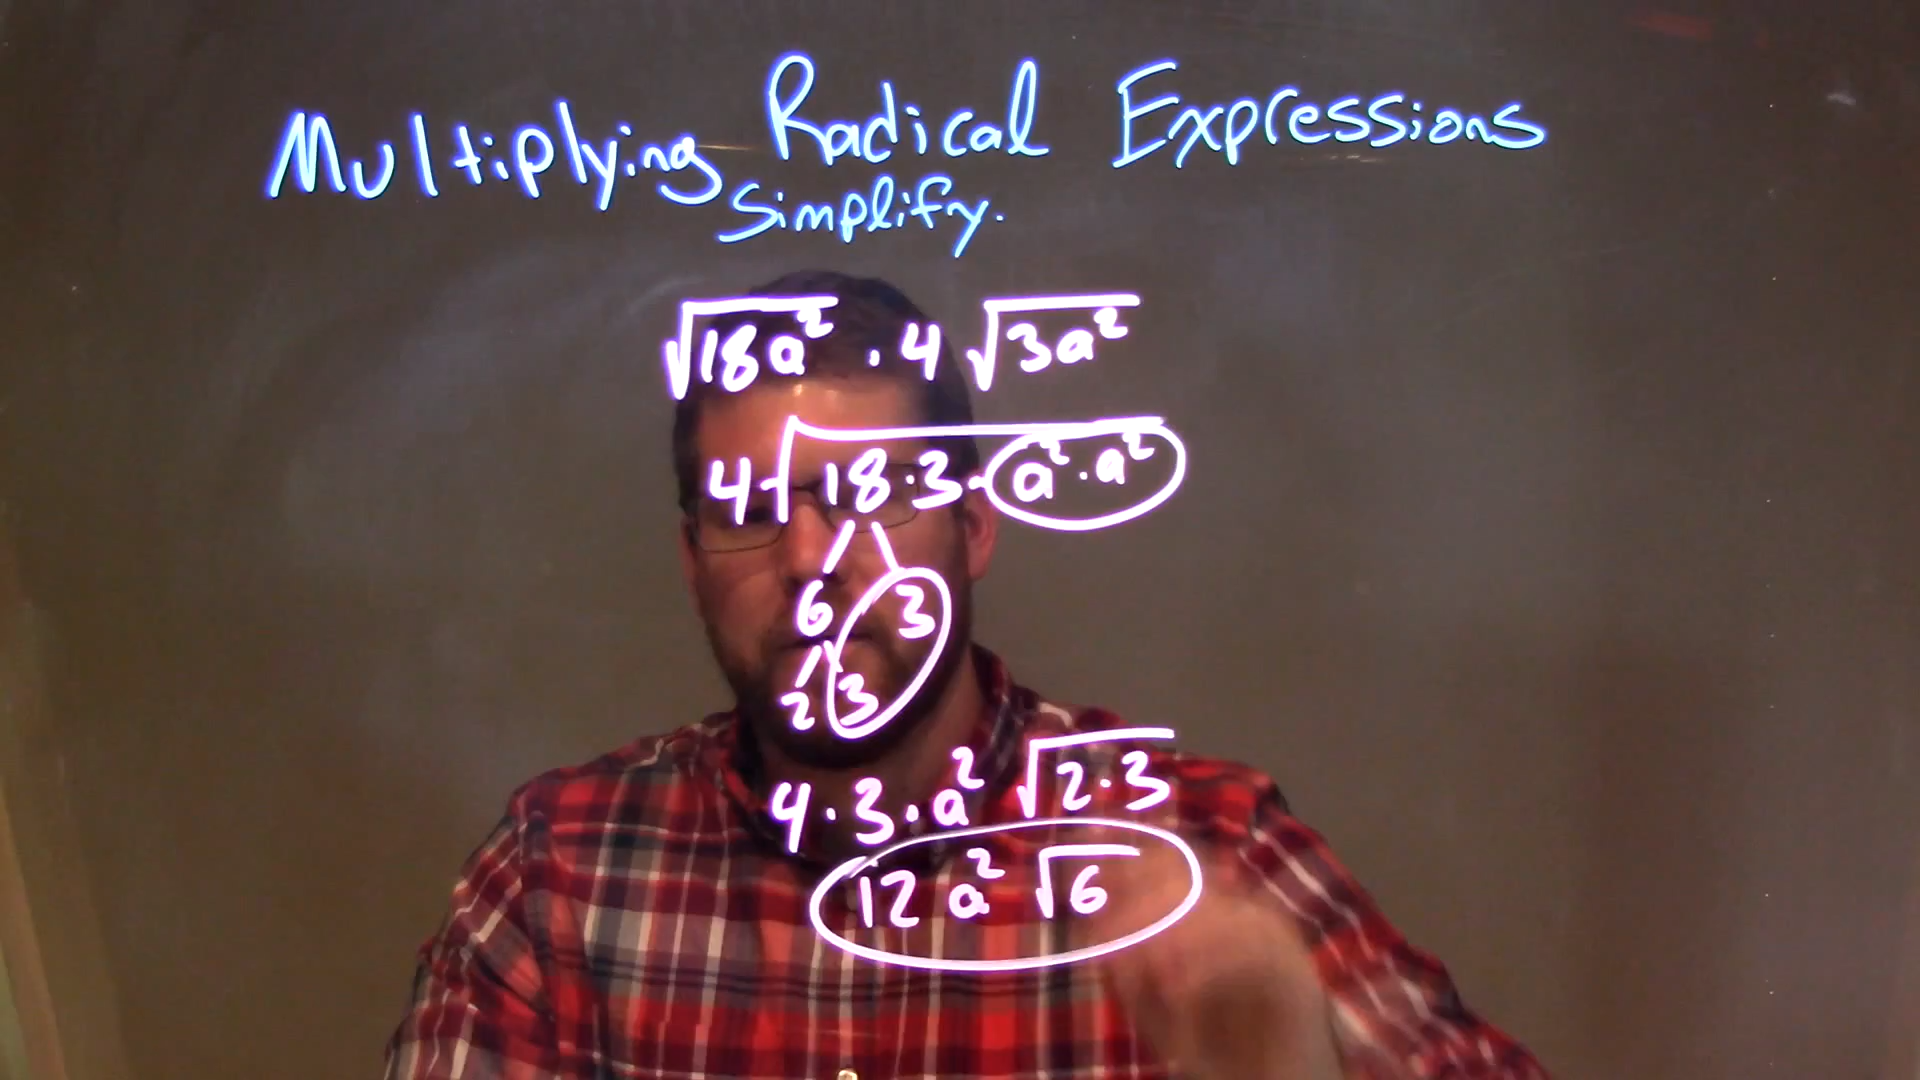 Multiplying Radical Expressions
Simplify.
√18a² · 4√3a²
4√18·3·a²·a²
6 3
2 3
4·3·a²√2·3
12a²√6